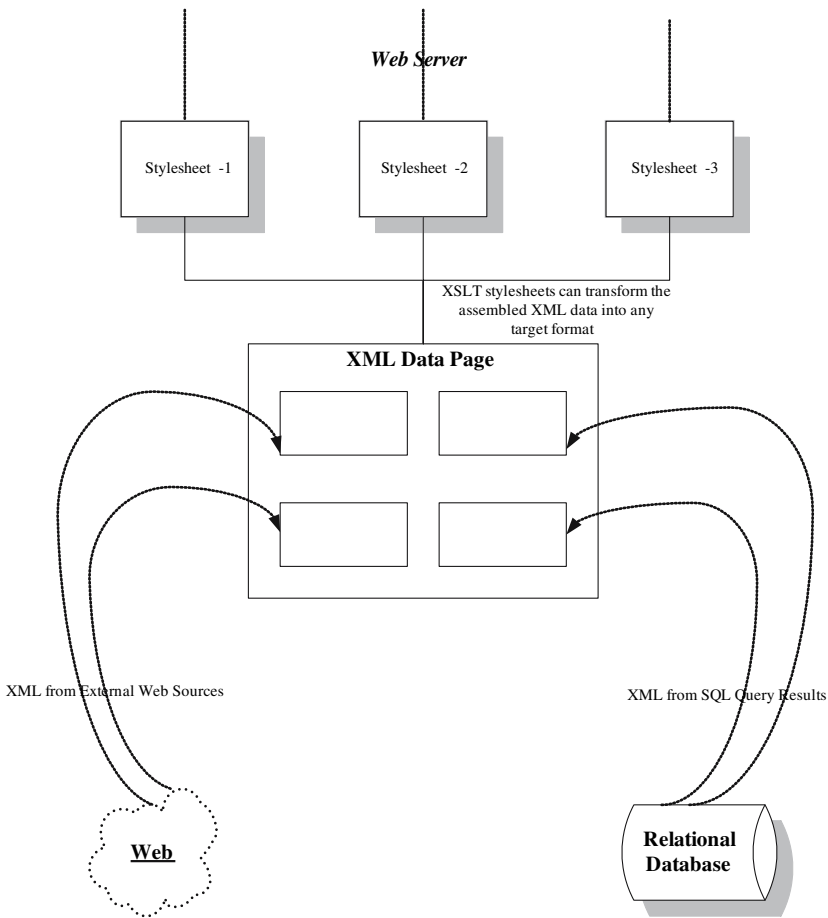 Web Server
Stylesheet -1
Stylesheet -2
Stylesheet -3
XSLT stylesheets can transform the
assembled XML data into any
target format
XML Data Page
XML from External Web Sources
XML from SQL Query Results
Web
Relational
Database